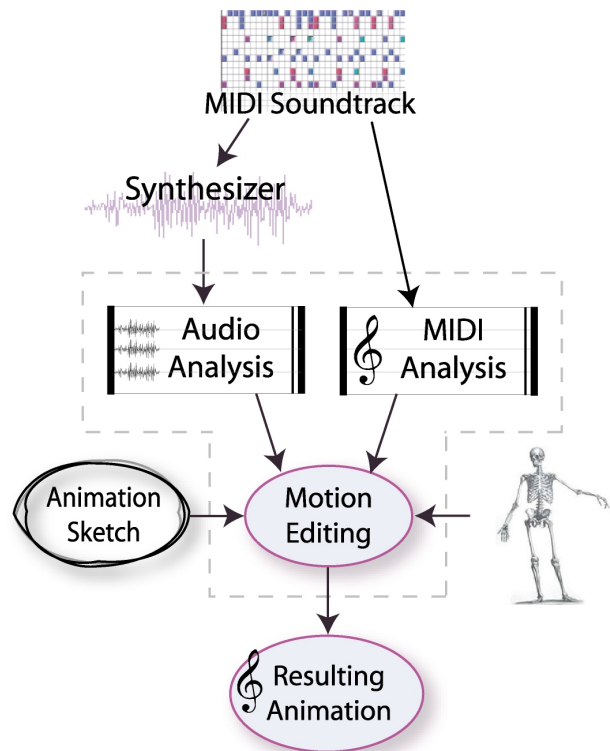 MIDI Soundtrack
Synthesizer
Audio
Analysis
MIDI
Analysis
Animation
Sketch
Motion
Editing
Resulting
Animation